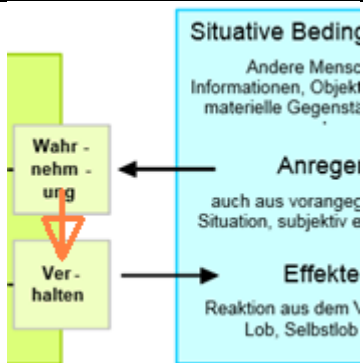 Situative Beding
Andere Mensc
Informationen, Objekt
materielle Gegenstä
Wahr -
nehm -
ung
Anreger
auch aus vorangeg
Situation, subjektiv e
Ver -
halten
Effekte
Reaktion aus dem V
Lob, Selbstlob